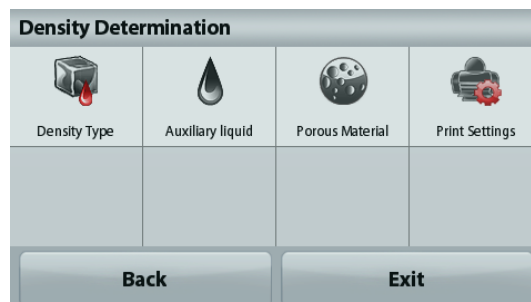 Density Determination
Density Type
Auxiliary liquid
Porous Material
Print Settings
Back
Exit